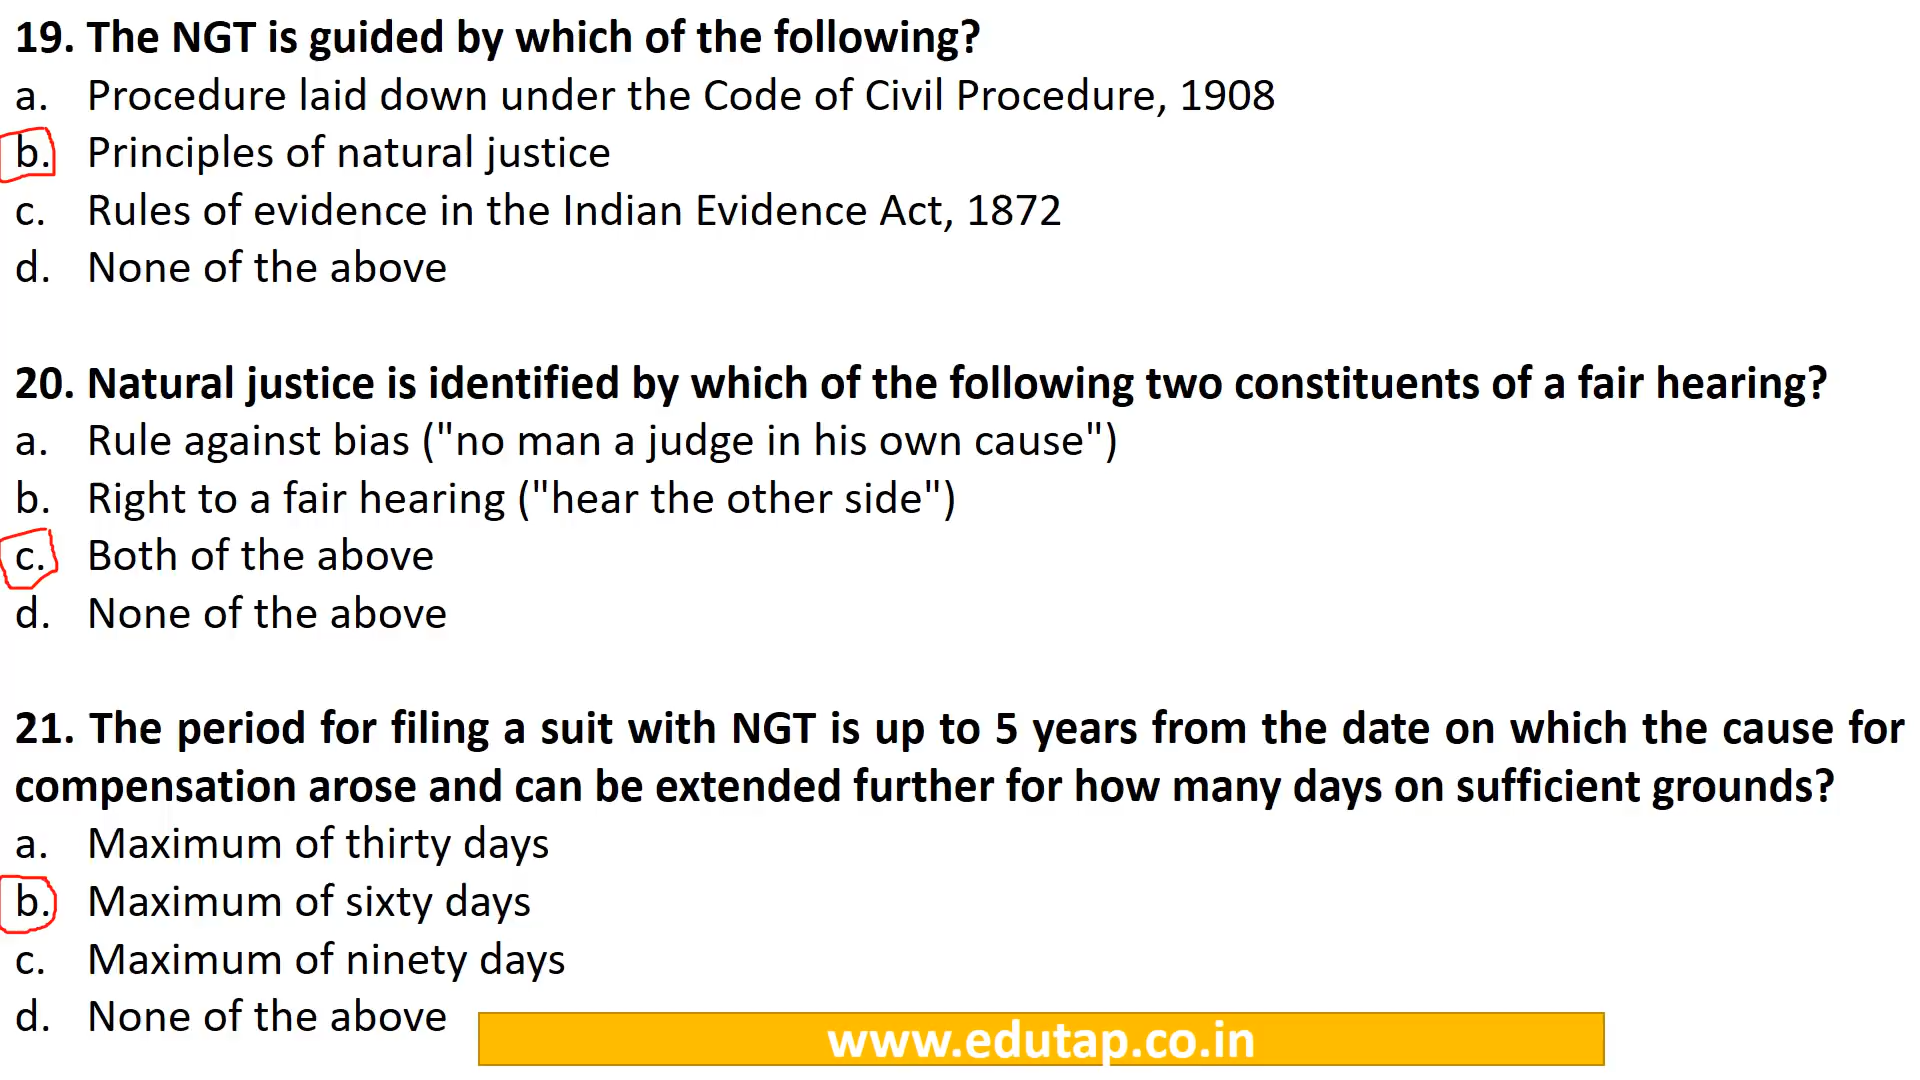 19. The NGT is guided by which of the following?
a. Procedure laid down under the Code of Civil Procedure, 1908
b. Principles of natural justice
c. Rules of evidence in the Indian Evidence Act, 1872
d. None of the above
20. Natural justice is identified by which of the following two constituents of a fair hearing?
a. Rule against bias ("no man a judge in his own cause")
b. Right to a fair hearing ("hear the other side")
c. Both of the above
d. None of the above
21. The period for filing a suit with NGT is up to 5 years from the date on which the cause for
compensation arose and can be extended further for how many days on sufficient grounds?
a. Maximum of thirty days
b. Maximum of sixty days
c. Maximum of ninety days
d. None of the above
www.edutap.co.in